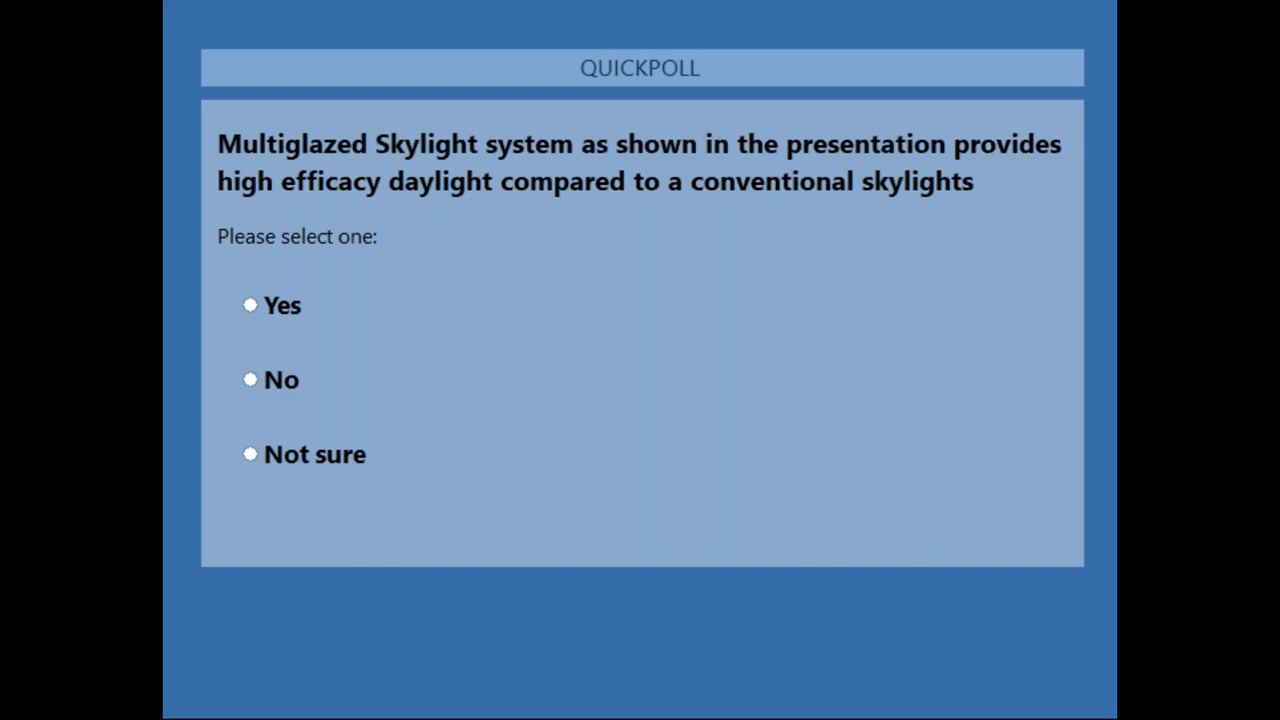 QUICKPOLL
Multiglazed Skylight system as shown in the presentation provides
high efficacy daylight compared to a conventional skylights
Please select one:
Yes
No
Not sure